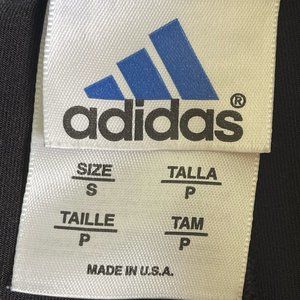 adidas®
SIZE TALLA
S P
TAILLE TAM
P P
MADE IN U.S.A.